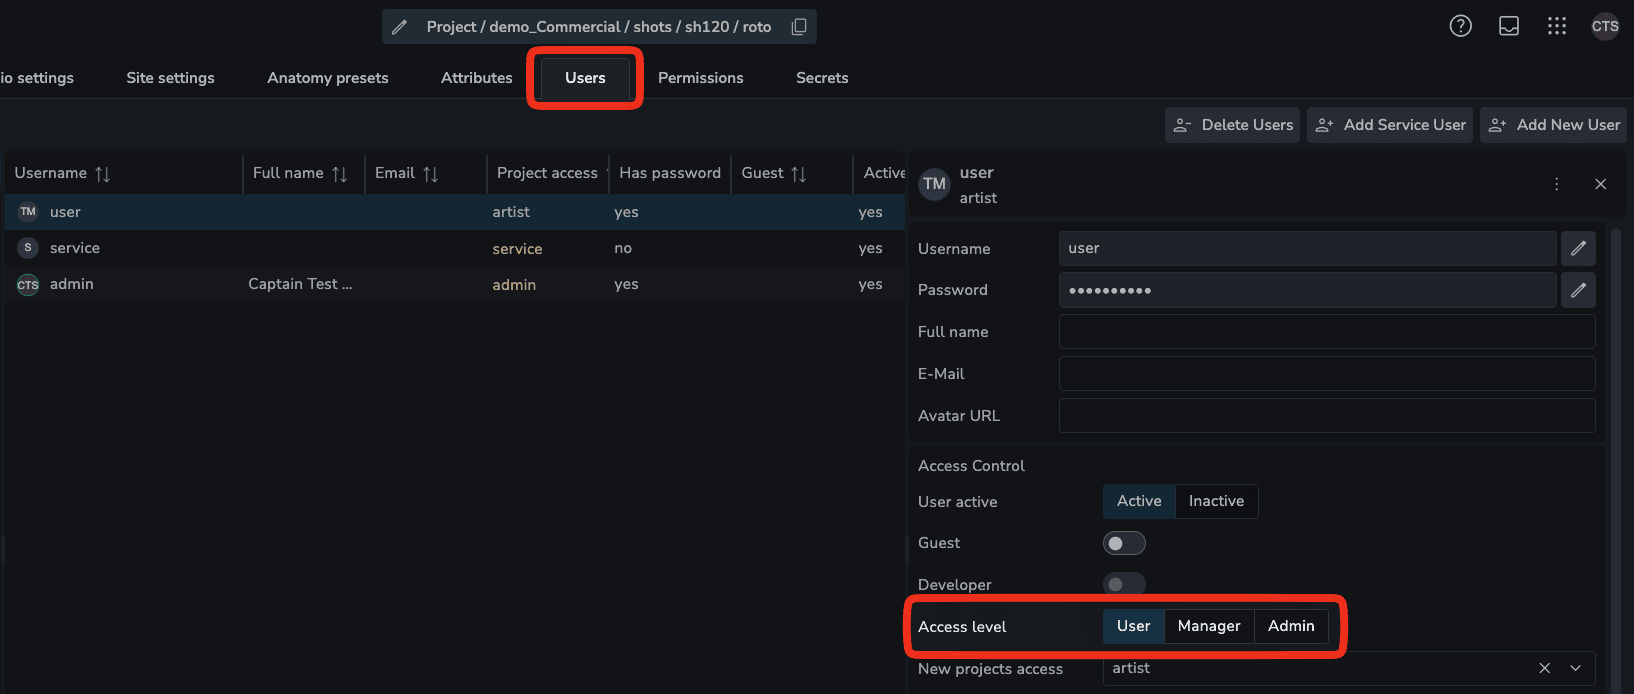 Project / demo_Commercial / shots / sh120 / roto
CTS
io settings Site settings Anatomy presets Attributes Users Permissions Secrets
Delete Users Add Service User Add New User
Username Full name Email Project access Has password Guest Active
TM user artist yes yes
S service service no yes
CTS admin Captain Test ... admin yes yes
TM user
artist
Username user
Password ••••••••••
Full name
E-Mail
Avatar URL
Access Control
User active Active Inactive
Guest
Developer
Access level User Manager Admin
New projects access artist